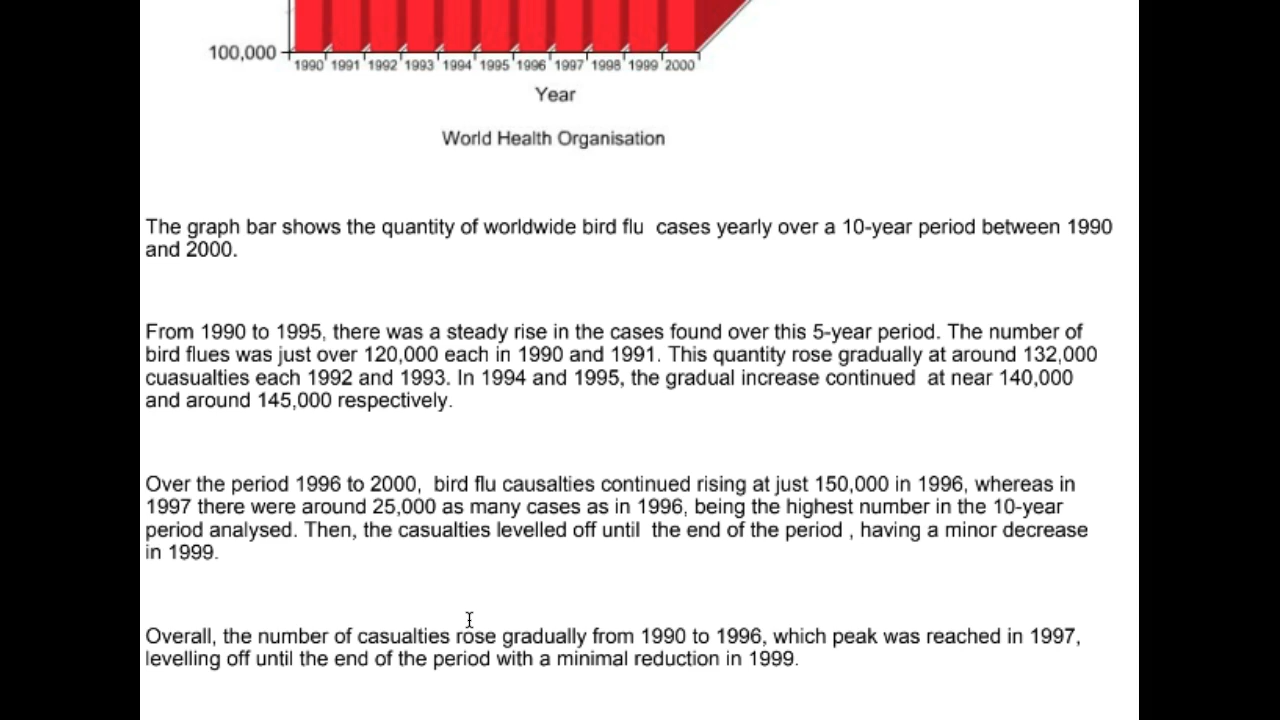 100,000
1990 1991 1992 1993 1994 1995 1996 1997 1998 1999 2000
Year
World Health Organisation
The graph bar shows the quantity of worldwide bird flu  cases yearly over a 10-year period between 1990
and 2000.
From 1990 to 1995, there was a steady rise in the cases found over this 5-year period. The number of
bird flues was just over 120,000 each in 1990 and 1991. This quantity rose gradually at around 132,000
cuasualties each 1992 and 1993. In 1994 and 1995, the gradual increase continued  at near 140,000
and around 145,000 respectively.
Over the period 1996 to 2000,  bird flu causalties continued rising at just 150,000 in 1996, whereas in
1997 there were around 25,000 as many cases as in 1996, being the highest number in the 10-year
period analysed. Then, the casualties levelled off until  the end of the period , having a minor decrease
in 1999.
Overall, the number of casualties rose gradually from 1990 to 1996, which peak was reached in 1997,
levelling off until the end of the period with a minimal reduction in 1999.